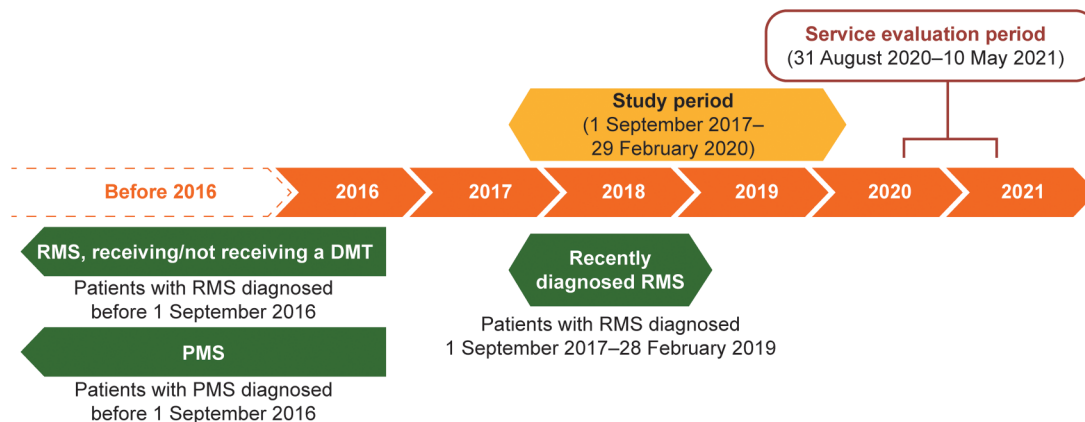 Service evaluation period
(31 August 2020–10 May 2021)
Study period
(1 September 2017–
29 February 2020)
Before 2016
2016
2017
2018
2019
2020
2021
RMS, receiving/not receiving a DMT
Patients with RMS diagnosed
before 1 September 2016
Recently
diagnosed RMS
Patients with RMS diagnosed
1 September 2017–28 February 2019
PMS
Patients with PMS diagnosed
before 1 September 2016